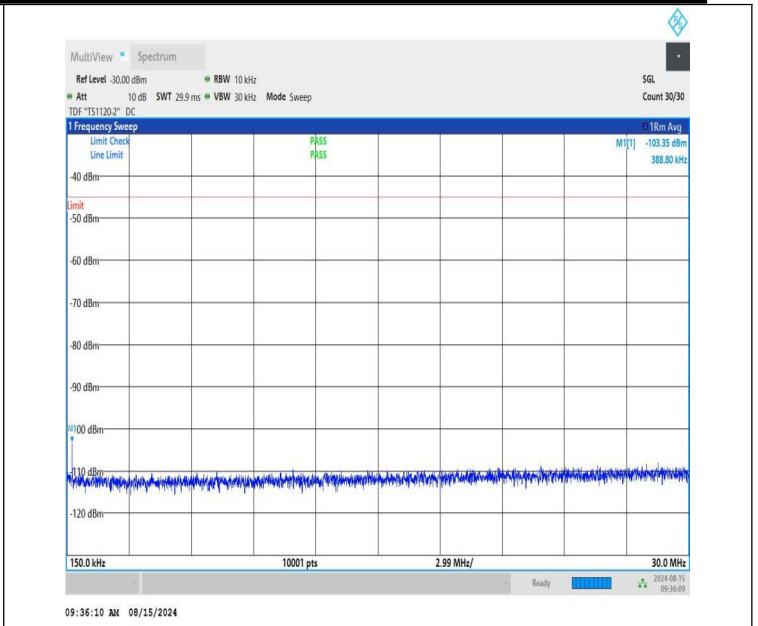 R S
MultiView Spectrum
Ref Level -30.00 dBm RBW 10 kHz SGL
Att 10 dB SWT 29.9 ms VBW 30 kHz Mode Sweep Count 30/30
TDF "TS1120-2" DC
1 Frequency Sweep 1Rm Avg
Limit Check PASS M1[1] -103.35 dBm
Line Limit PASS 388.80 kHz
-40 dBm
Limit
-50 dBm
-60 dBm
-70 dBm
-80 dBm
-90 dBm
M1
-100 dBm
-110 dBm
-120 dBm
150.0 kHz 10001 pts 2.99 MHz/ 30.0 MHz
Ready 2024-08-15
09:36:09
09:36:10 AM 08/15/2024